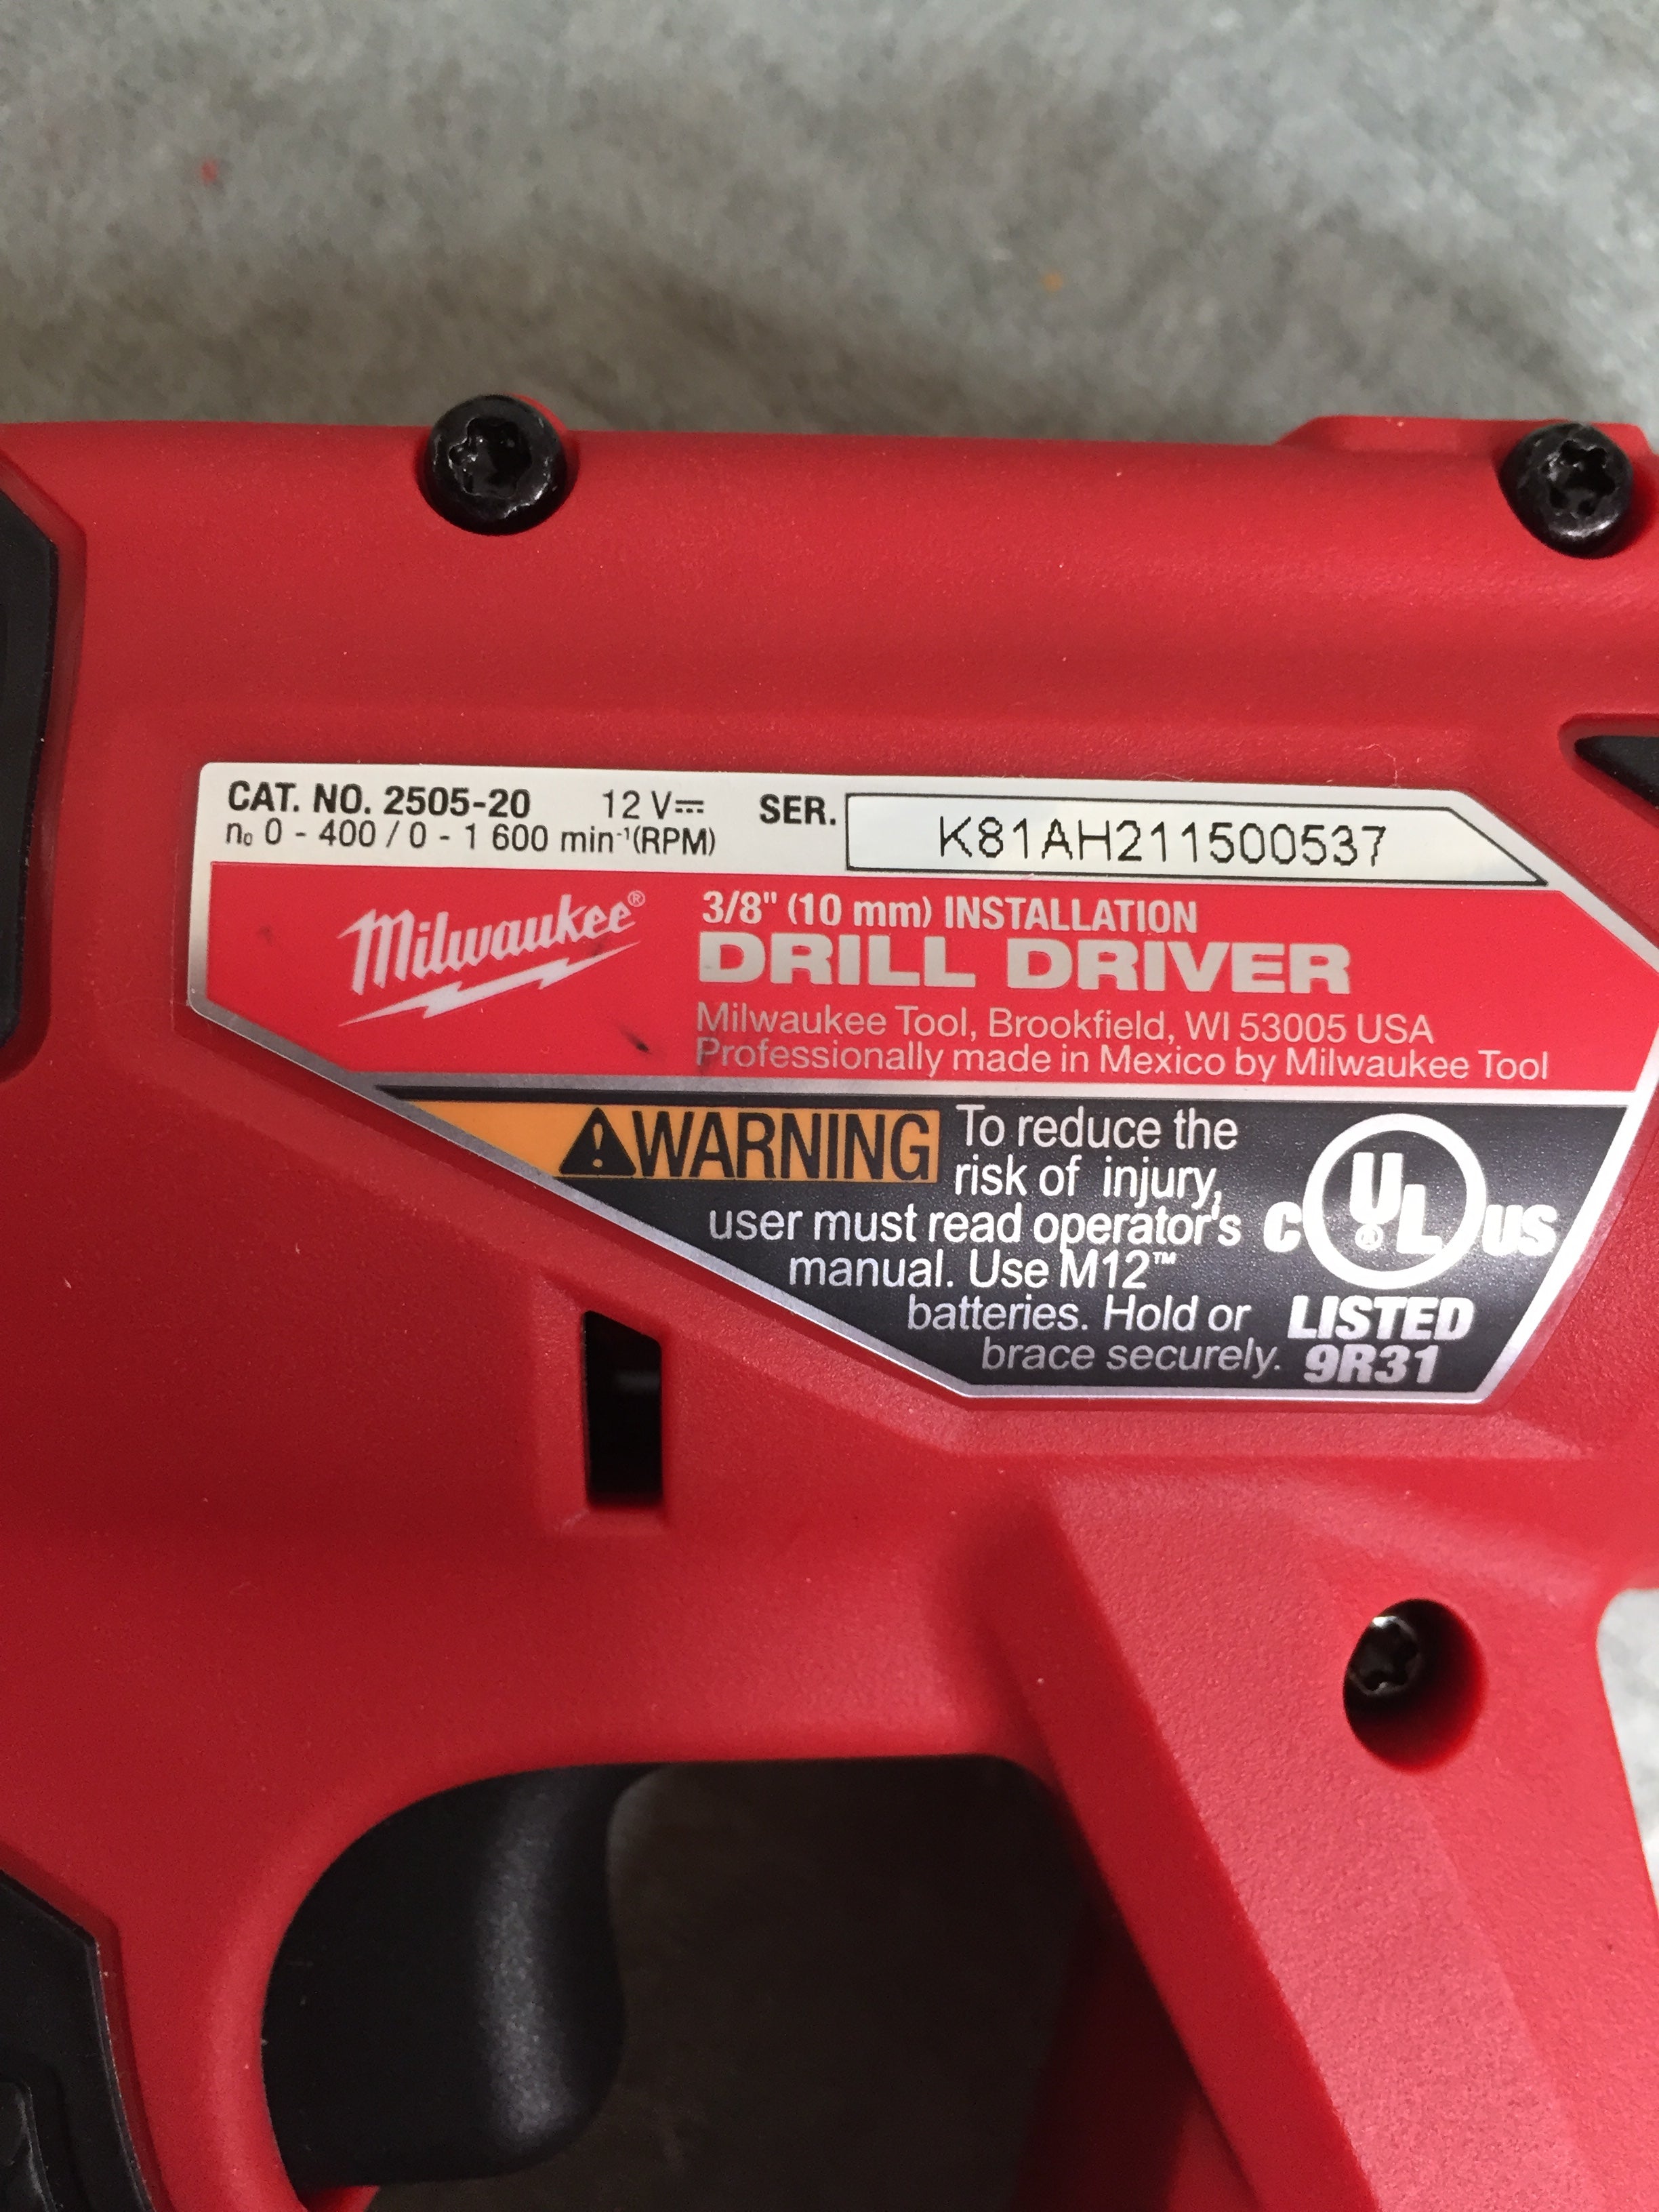 CAT. NO. 2505-20 12 V⎓ SER. K81AH211500537
n₀ 0 - 400 / 0 - 1 600 min⁻¹(RPM)
Milwaukee®
3/8" (10 mm) INSTALLATION
DRILL DRIVER
Milwaukee Tool, Brookfield, WI 53005 USA
Professionally made in Mexico by Milwaukee Tool
⚠WARNING To reduce the
risk of injury,
user must read operator's
manual. Use M12™
batteries. Hold or
brace securely.
C UL® US
LISTED
9R31